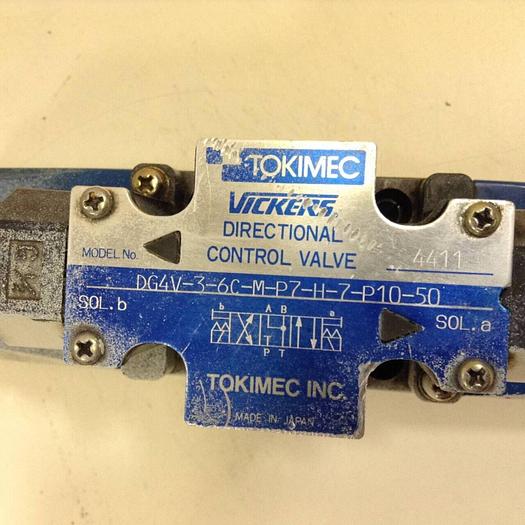 TOKIMEC
VICKERS
DIRECTIONAL
CONTROL VALVE
MODEL No.
4411
DG4V-3-6C-M-P7-H-7-P10-50
SOL.b
SOL.a
b A B a
P T
TOKIMEC INC.
MADE IN JAPAN